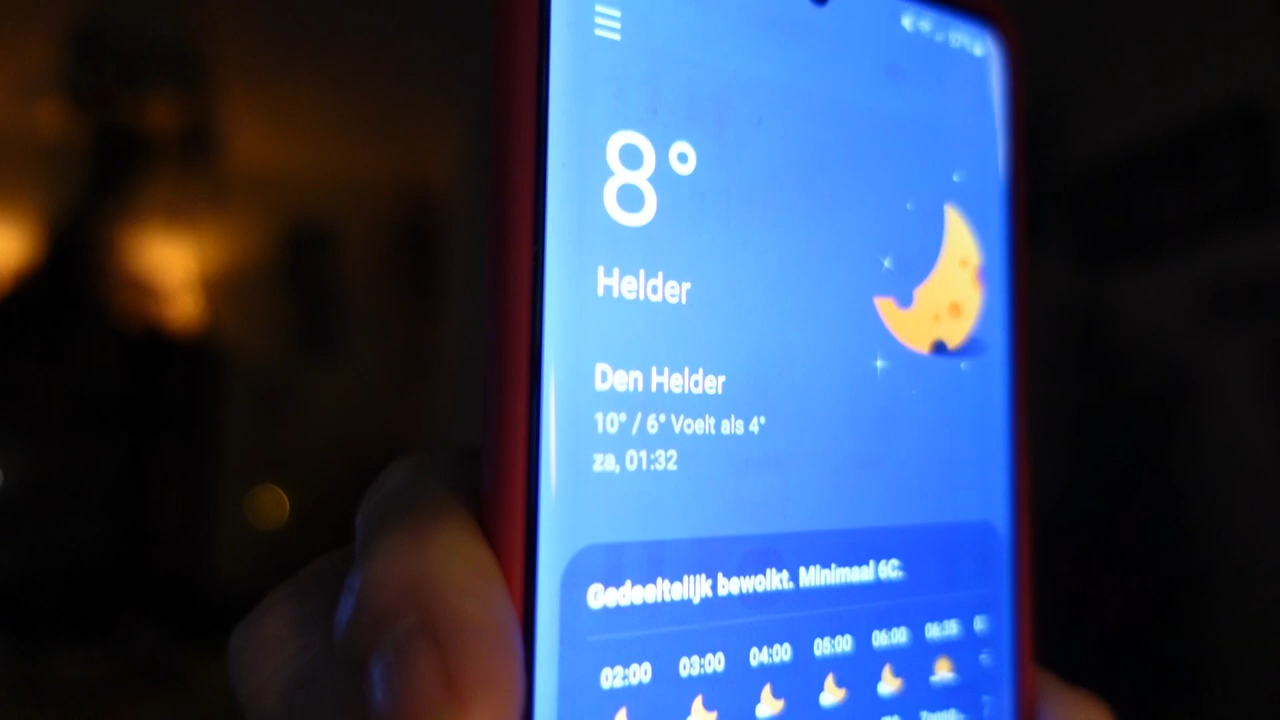 8°
Helder
Den Helder
10° / 6° Voelt als 4°
za, 01:32
Gedeeltelijk bewolkt. Minimaal 6C.
02:00 03:00 04:00 05:00 06:00 06:35